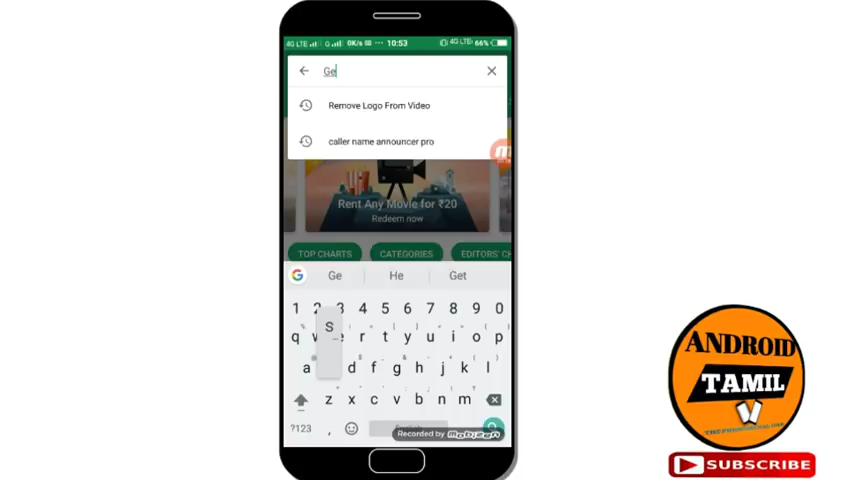 4G LTE G 0K/s ··· 10:53 4G LTE 66%
Ge
Remove Logo From Video
caller name announcer pro
Rent Any Movie for ₹20
Redeem now
TOP CHARTS CATEGORIES EDITORS' CH
Ge He Get
1 2 3 4 5 6 7 8 9 0
q w e r t y u i o p
S
a d f g h j k l
z x c v b n m
?123 ,
Recorded by Mobizen
ANDROID
TAMIL
SUBSCRIBE